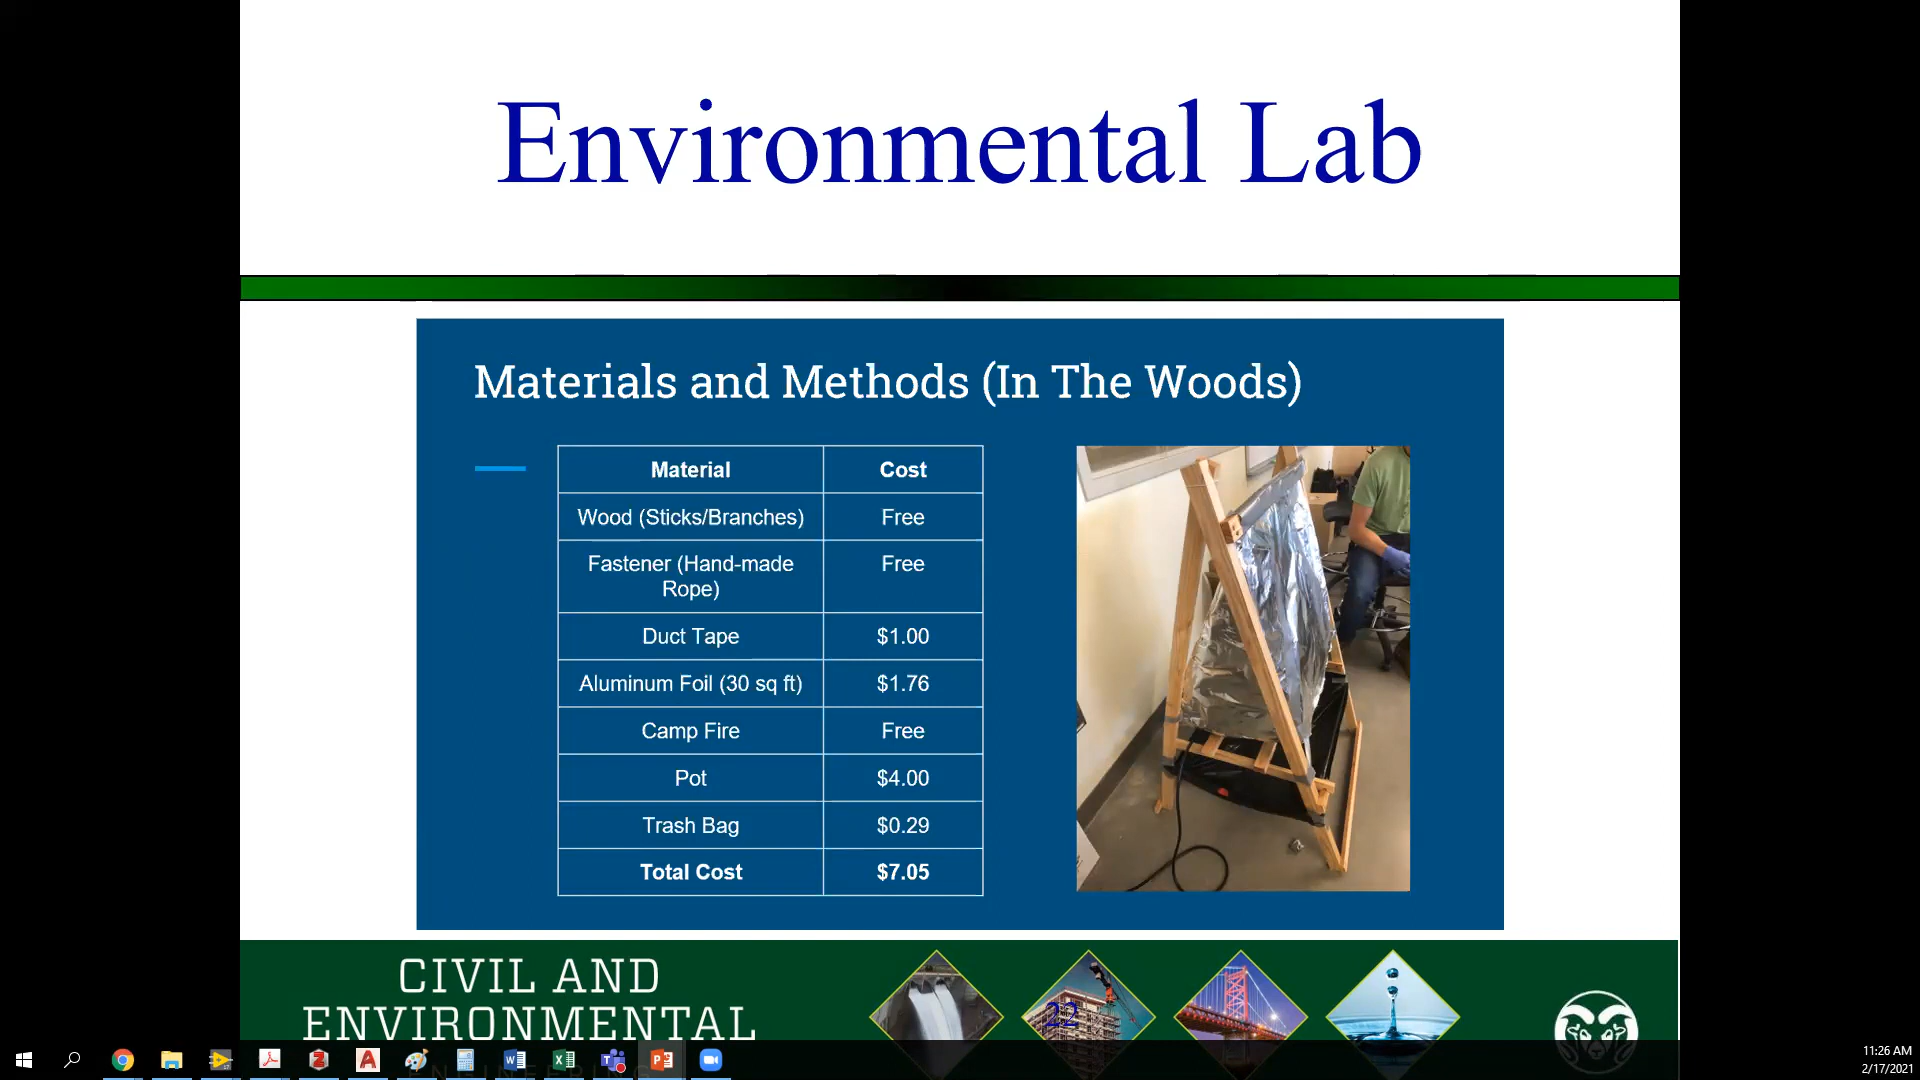 Environmental Lab
Materials and Methods (In The Woods)
Material Cost
Wood (Sticks/Branches) Free
Fastener (Hand-made Free
Rope)
Duct Tape $1.00
Aluminum Foil (30 sq ft) $1.76
Camp Fire Free
Pot $4.00
Trash Bag $0.29
Total Cost $7.05
CIVIL AND
ENVIRONMENTAL
22
ENGINEERING
11:26 AM
2/17/2021